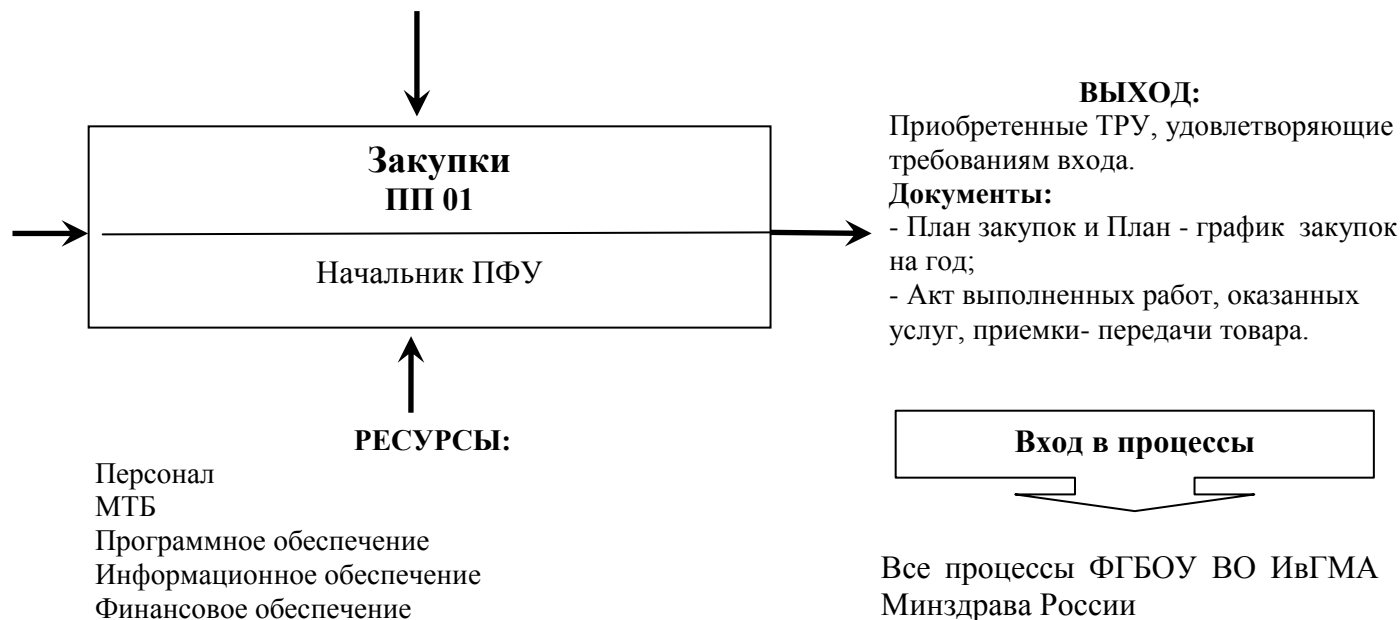 Закупки
ПП 01
Начальник ПФУ
ВЫХОД:
Приобретенные ТРУ, удовлетворяющие
требованиям входа.
Документы:
- План закупок и План - график закупок
на год;
- Акт выполненных работ, оказанных
услуг, приемки- передачи товара.
РЕСУРСЫ:
Персонал
МТБ
Программное обеспечение
Информационное обеспечение
Финансовое обеспечение
Вход в процессы
Все процессы ФГБОУ ВО ИвГМА
Минздрава России